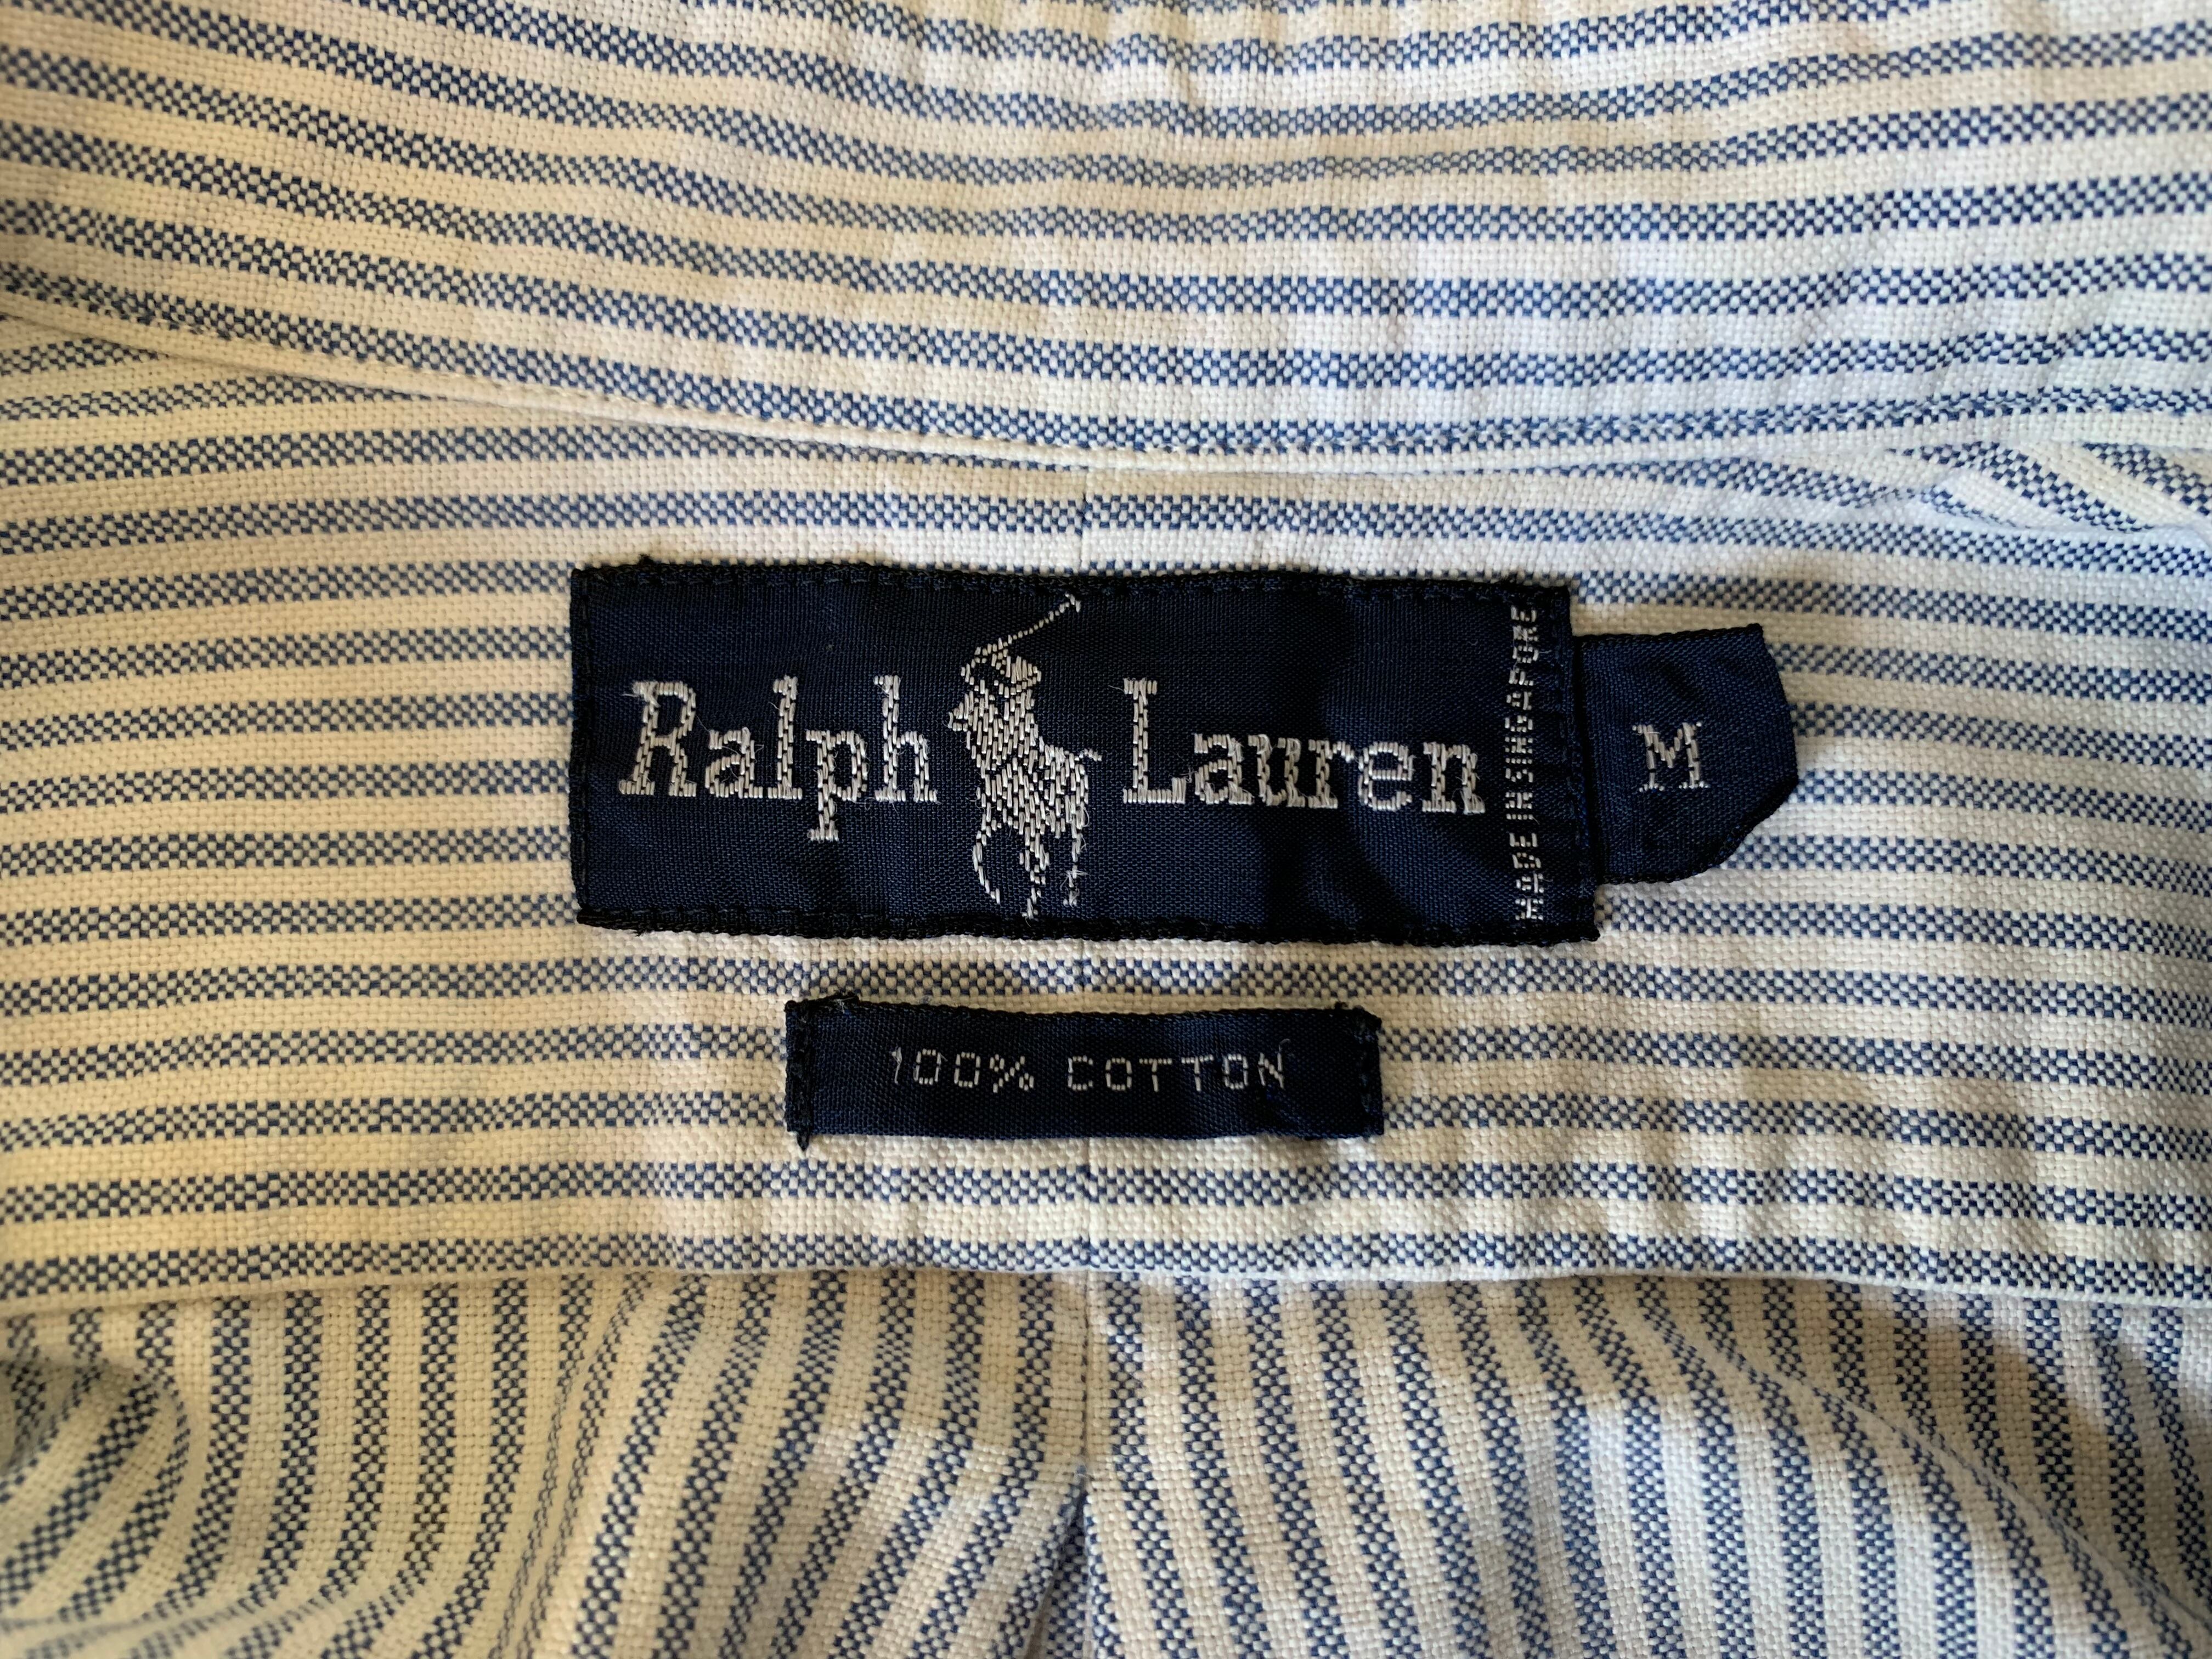 Ralph Lauren
MADE IN SINGAPORE
M
100% COTTON